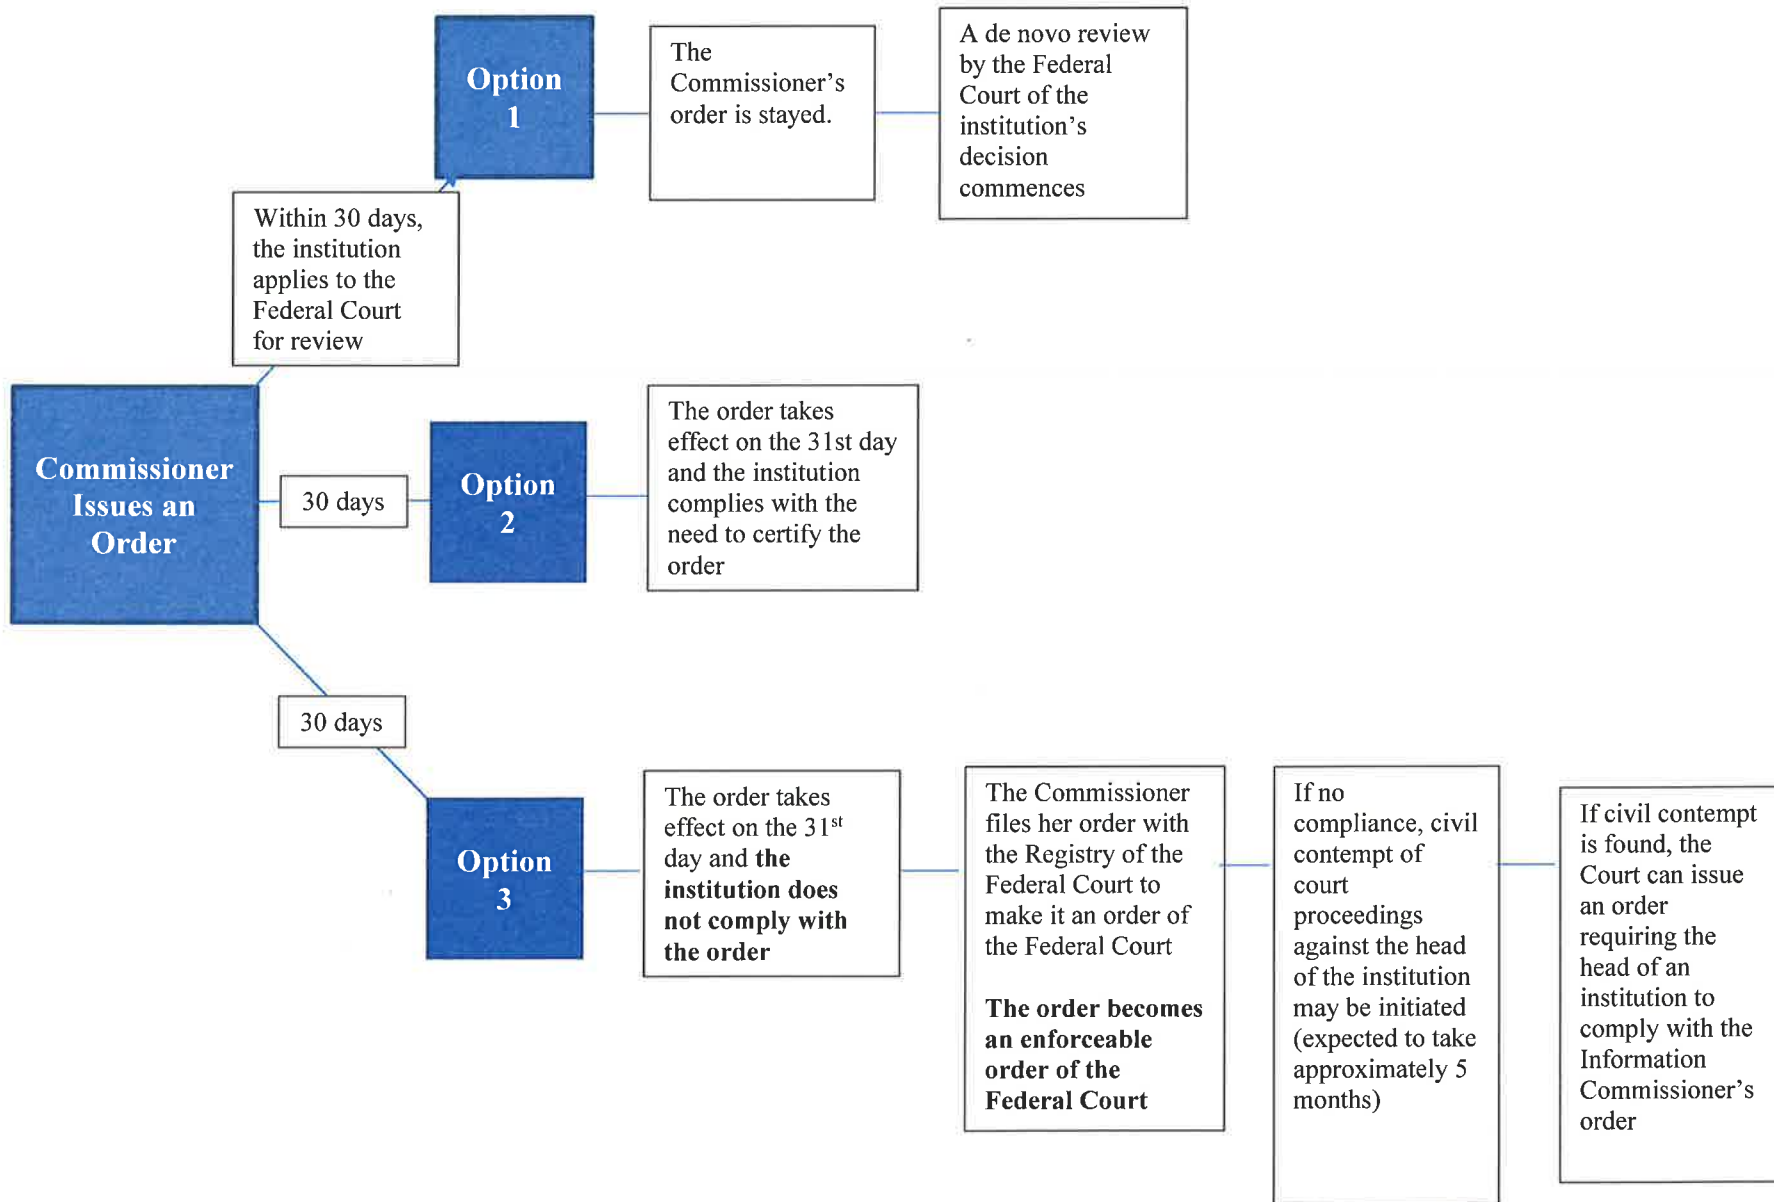 Option
1
The
Commissioner's
order is stayed.
A de novo review
by the Federal
Court of the
institution's
decision
commences
Within 30 days,
the institution
applies to the
Federal Court
for review
Commissioner
Issues an
Order
30 days
Option
2
The order takes
effect on the 31st day
and the institution
complies with the
need to certify the
order
30 days
Option
3
The order takes
effect on the 31st
day and the
institution does
not comply with
the order
The Commissioner
files her order with
the Registry of the
Federal Court to
make it an order of
the Federal Court
The order becomes
an enforceable
order of the
Federal Court
If no
compliance, civil
contempt of
court
proceedings
against the head
of the institution
may be initiated
(expected to take
approximately 5
months)
If civil contempt
is found, the
Court can issue
an order
requiring the
head of an
institution to
comply with the
Information
Commissioner's
order